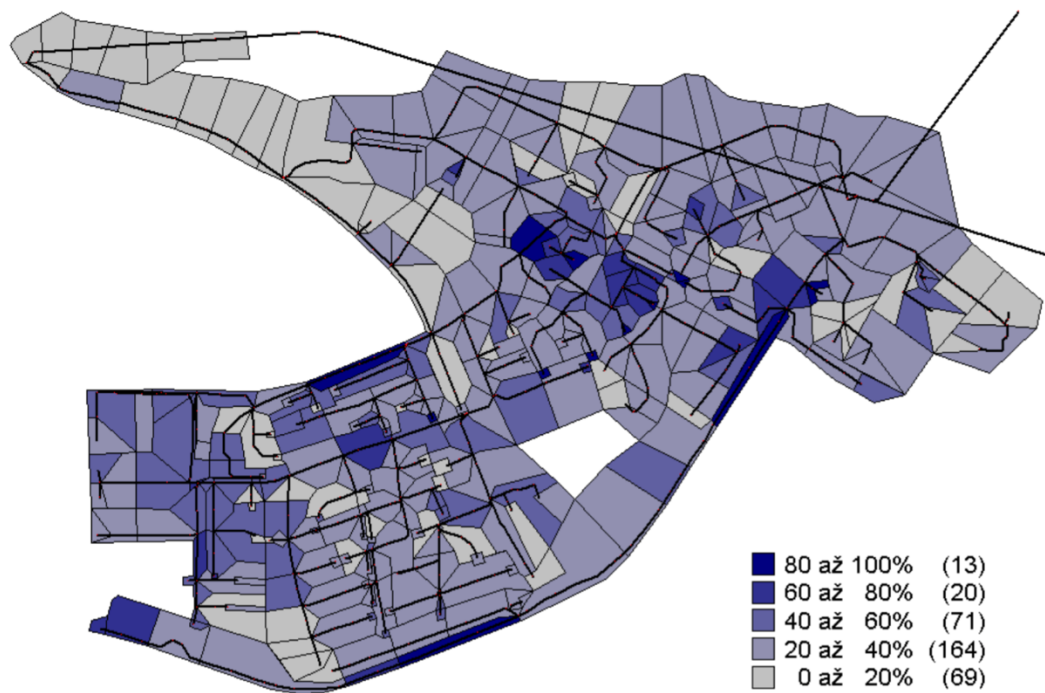 80 až 100% (13)
60 až 80% (20)
40 až 60% (71)
20 až 40% (164)
0 až 20% (69)